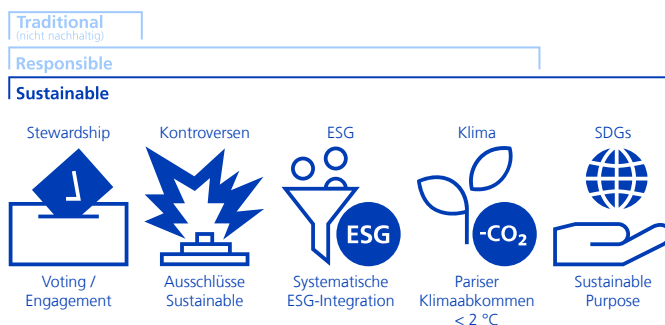 Traditional
(nicht nachhaltig)
Responsible
Sustainable
Stewardship
Kontroversen
ESG
Klima
SDGs
ESG
-CO₂
Voting /
Engagement
Ausschlüsse
Sustainable
Systematische
ESG-Integration
Pariser
Klimaabkommen
< 2 °C
Sustainable
Purpose